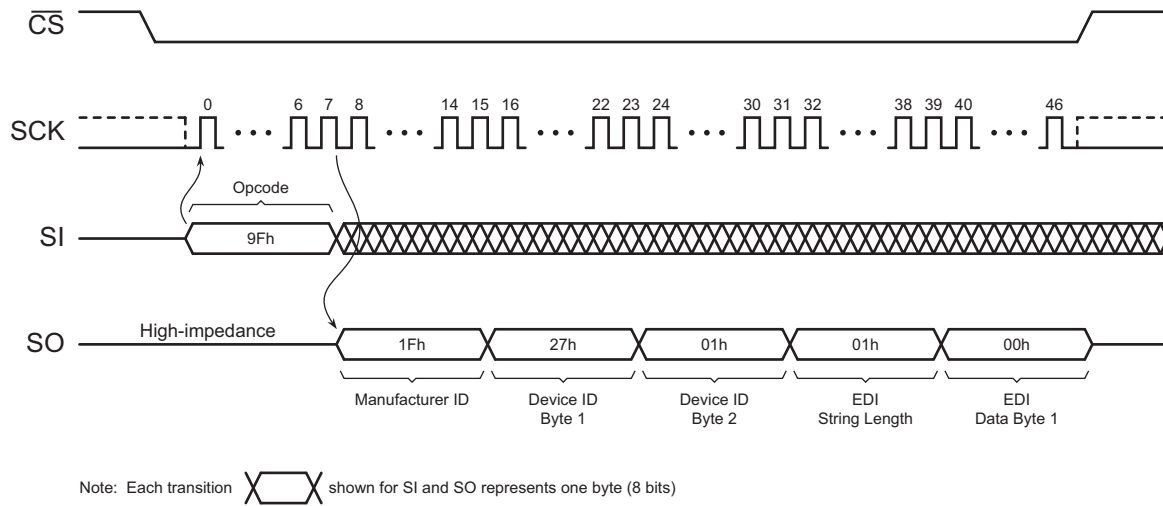 CS
0 6 7 8 14 15 16 22 23 24 30 31 32 38 39 40 46
SCK
Opcode
SI
9Fh
High-impedance
SO
1Fh 27h 01h 01h 00h
Manufacturer ID
Device ID
Byte 1
Device ID
Byte 2
EDI
String Length
EDI
Data Byte 1
Note: Each transition shown for SI and SO represents one byte (8 bits)